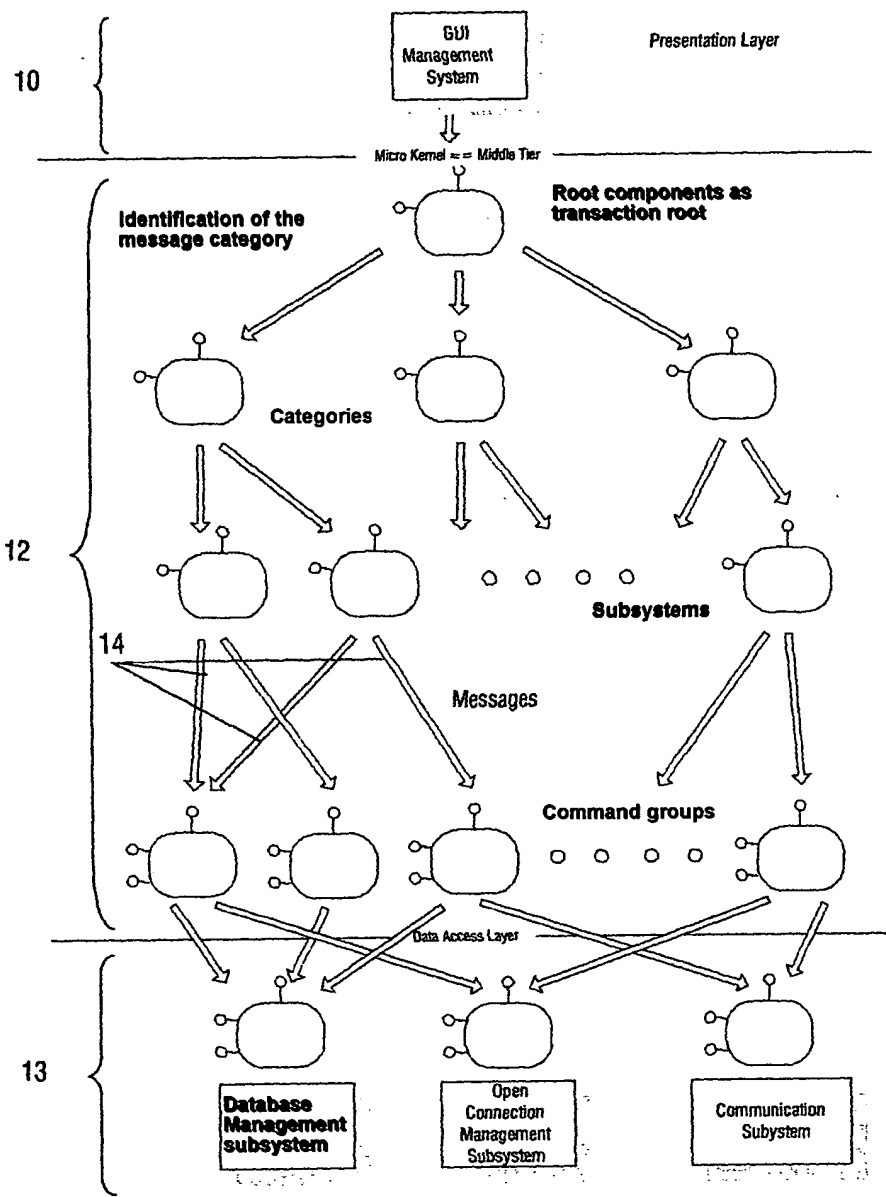 GUI
Management
System
Presentation Layer
10
Micro Kernel == Middle Tier
Identification of the
message category
Root components as
transaction root
Categories
12
Subsystems
14
Messages
Command groups
Data Access Layer
13
Database
Management
subsystem
Open
Connection
Management
Subsystem
Communication
Subystem